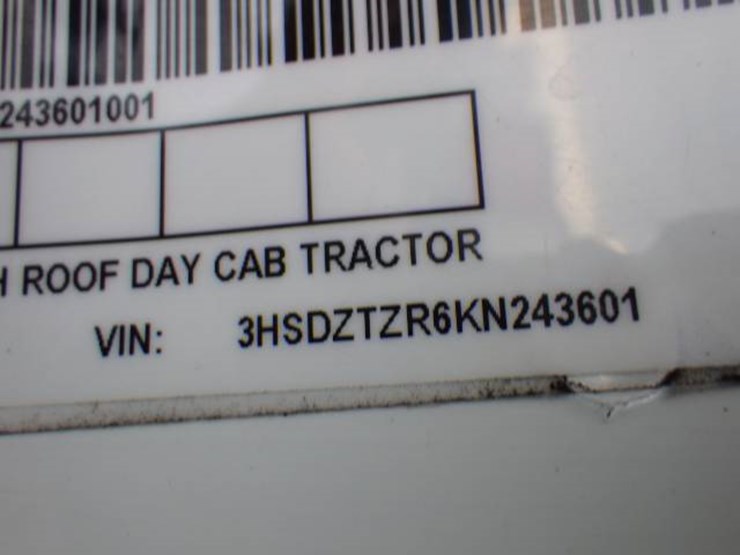 243601001
H ROOF DAY CAB TRACTOR
VIN: 3HSDZTZR6KN243601